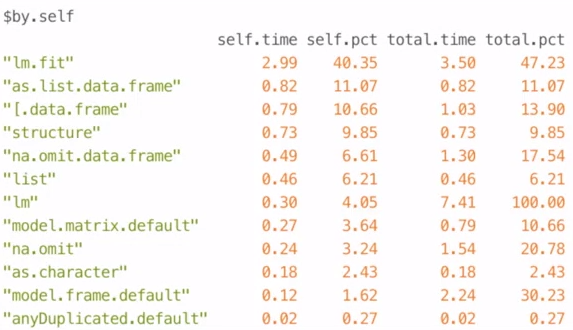 $by.self
self.time self.pct total.time total.pct
"lm.fit" 2.99 40.35 3.50 47.23
"as.list.data.frame" 0.82 11.07 0.82 11.07
"[.data.frame" 0.79 10.66 1.03 13.90
"structure" 0.73 9.85 0.73 9.85
"na.omit.data.frame" 0.49 6.61 1.30 17.54
"list" 0.46 6.21 0.46 6.21
"lm" 0.30 4.05 7.41 100.00
"model.matrix.default" 0.27 3.64 0.79 10.66
"na.omit" 0.24 3.24 1.54 20.78
"as.character" 0.18 2.43 0.18 2.43
"model.frame.default" 0.12 1.62 2.24 30.23
"anyDuplicated.default" 0.02 0.27 0.02 0.27